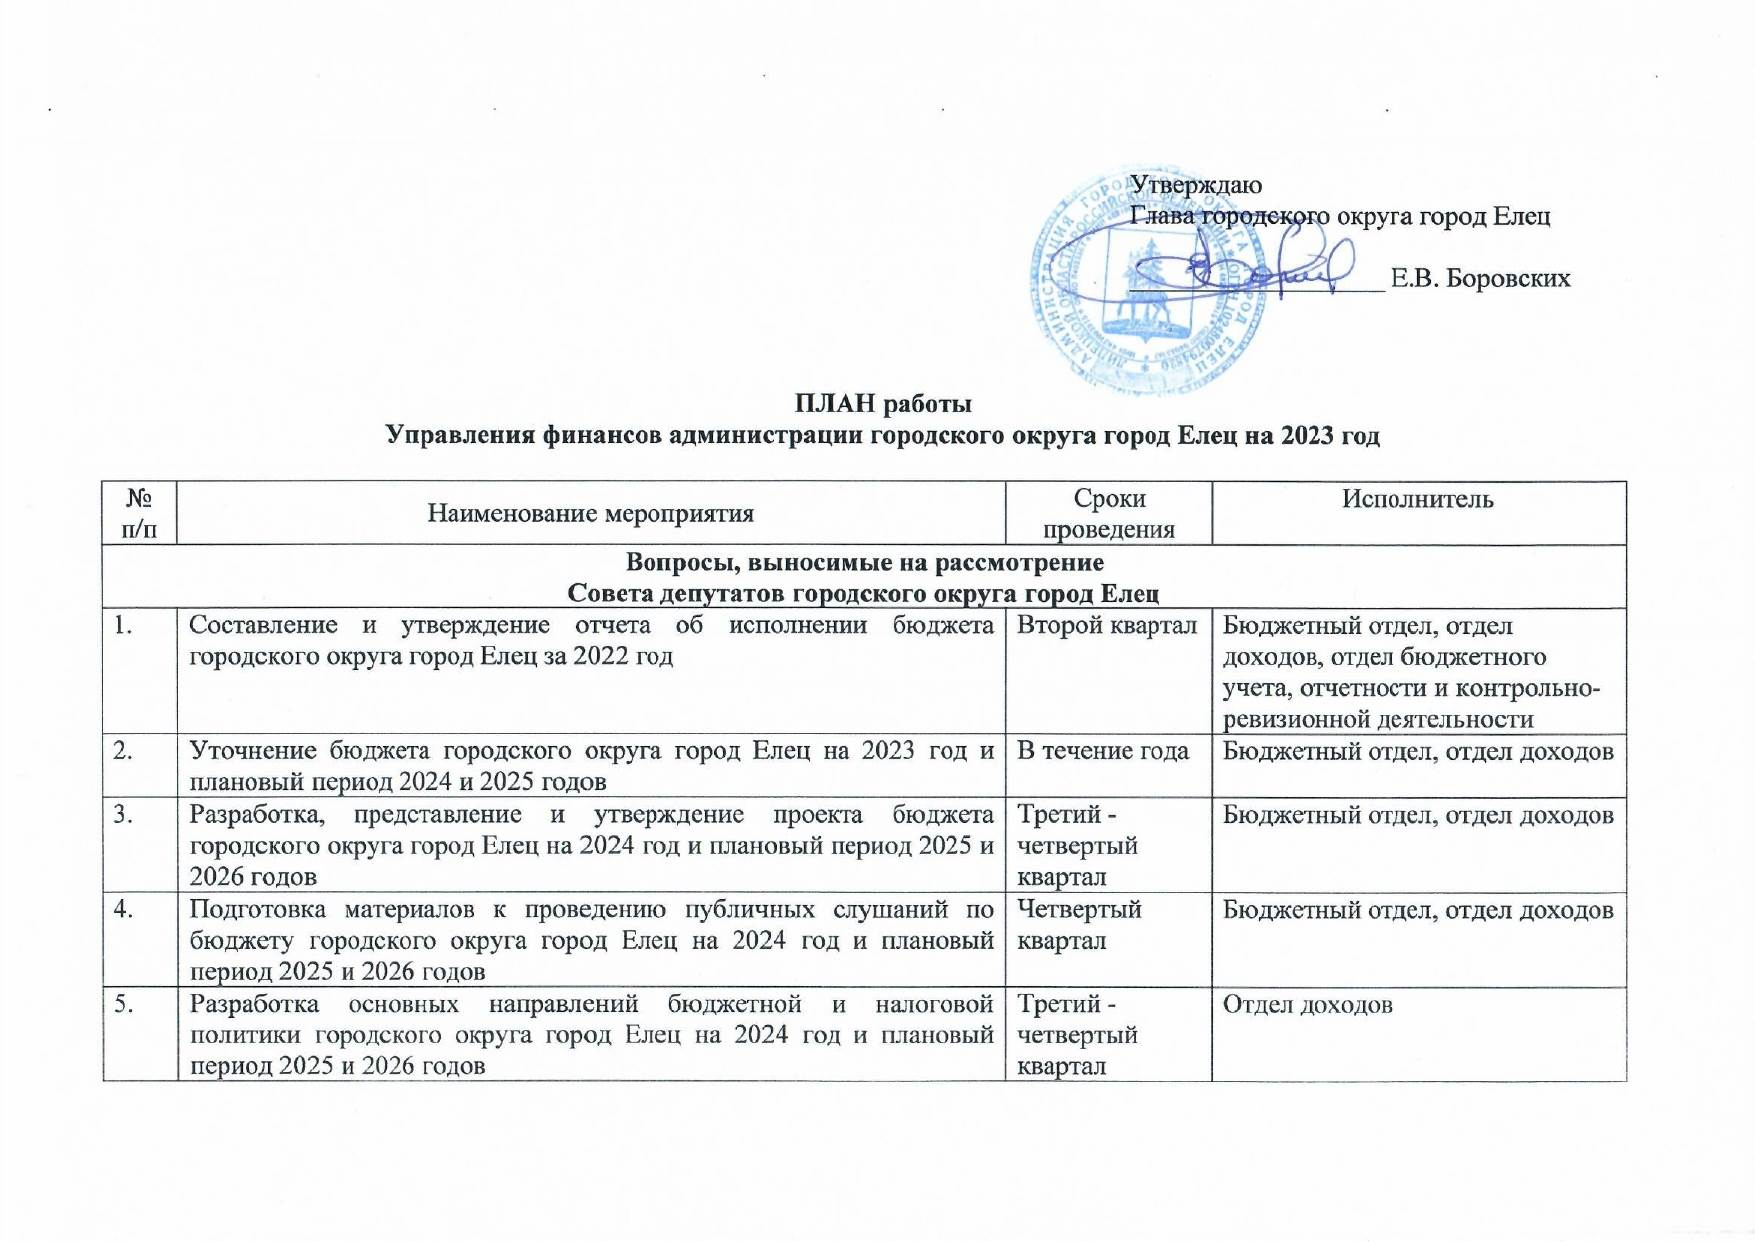 Утверждаю
Глава городского округа город Елец
Е.В. Боровских
ПЛАН работы
Управления финансов администрации городского округа город Елец на 2023 год
№
п/п
Наименование мероприятия
Сроки
проведения
Исполнитель
Вопросы, выносимые на рассмотрение
Совета депутатов городского округа город Елец
1.
Составление и утверждение отчета об исполнении бюджета
городского округа город Елец за 2022 год
Второй квартал
Бюджетный отдел, отдел
доходов, отдел бюджетного
учета, отчетности и контрольно-
ревизионной деятельности
2.
Уточнение бюджета городского округа город Елец на 2023 год и
плановый период 2024 и 2025 годов
В течение года
Бюджетный отдел, отдел доходов
3.
Разработка, представление и утверждение проекта бюджета
городского округа город Елец на 2024 год и плановый период 2025 и
2026 годов
Третий -
четвертый
квартал
Бюджетный отдел, отдел доходов
4.
Подготовка материалов к проведению публичных слушаний по
бюджету городского округа город Елец на 2024 год и плановый
период 2025 и 2026 годов
Четвертый
квартал
Бюджетный отдел, отдел доходов
5.
Разработка основных направлений бюджетной и налоговой
политики городского округа город Елец на 2024 год и плановый
период 2025 и 2026 годов
Третий -
четвертый
квартал
Отдел доходов